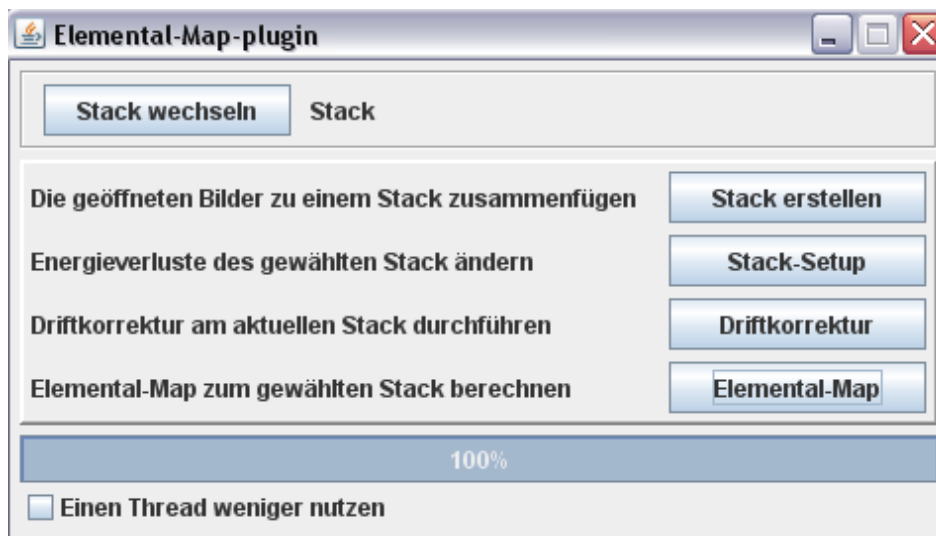 Elemental-Map-plugin
Stack wechseln Stack
Die geöffneten Bilder zu einem Stack zusammenfügen Stack erstellen
Energieverluste des gewählten Stack ändern Stack-Setup
Driftkorrektur am aktuellen Stack durchführen Driftkorrektur
Elemental-Map zum gewählten Stack berechnen Elemental-Map
100%
Einen Thread weniger nutzen